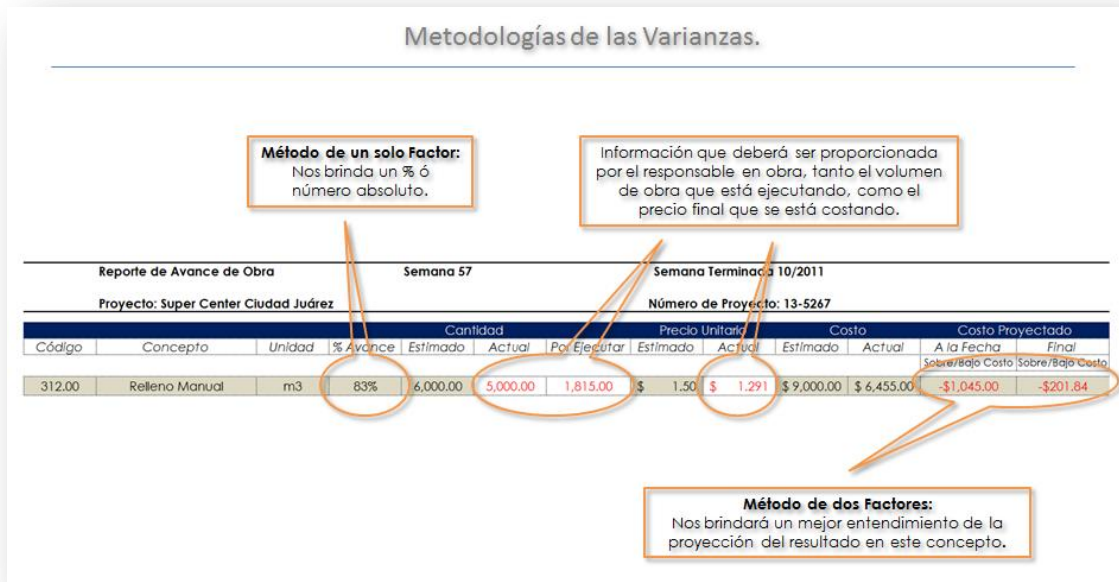 Metodologías de las Varianzas.
Método de un solo Factor:
Nos brinda un % ó
número absoluto.
Información que deberá ser proporcionada
por el responsable en obra, tanto el volumen
de obra que está ejecutando, como el
precio final que se está costando.
Reporte de Avance de Obra Semana 57 Semana Terminada 10/2011
Proyecto: Super Center Ciudad Juárez Número de Proyecto: 13-5267
Cantidad Precio Unitario Costo Costo Proyectado
Código Concepto Unidad % Avance Estimado Actual Por Ejecutar Estimado Actual Estimado Actual A la Fecha Final
Sobre/Bajo Costo Sobre/Bajo Costo
312.00 Relleno Manual m3 83% 6,000.00 5,000.00 1,815.00 $ 1.50 $ 1.291 $ 9,000.00 $ 6,455.00 -$1,045.00 -$201.84
Método de dos Factores:
Nos brindará un mejor entendimiento de la
proyección del resultado en este concepto.